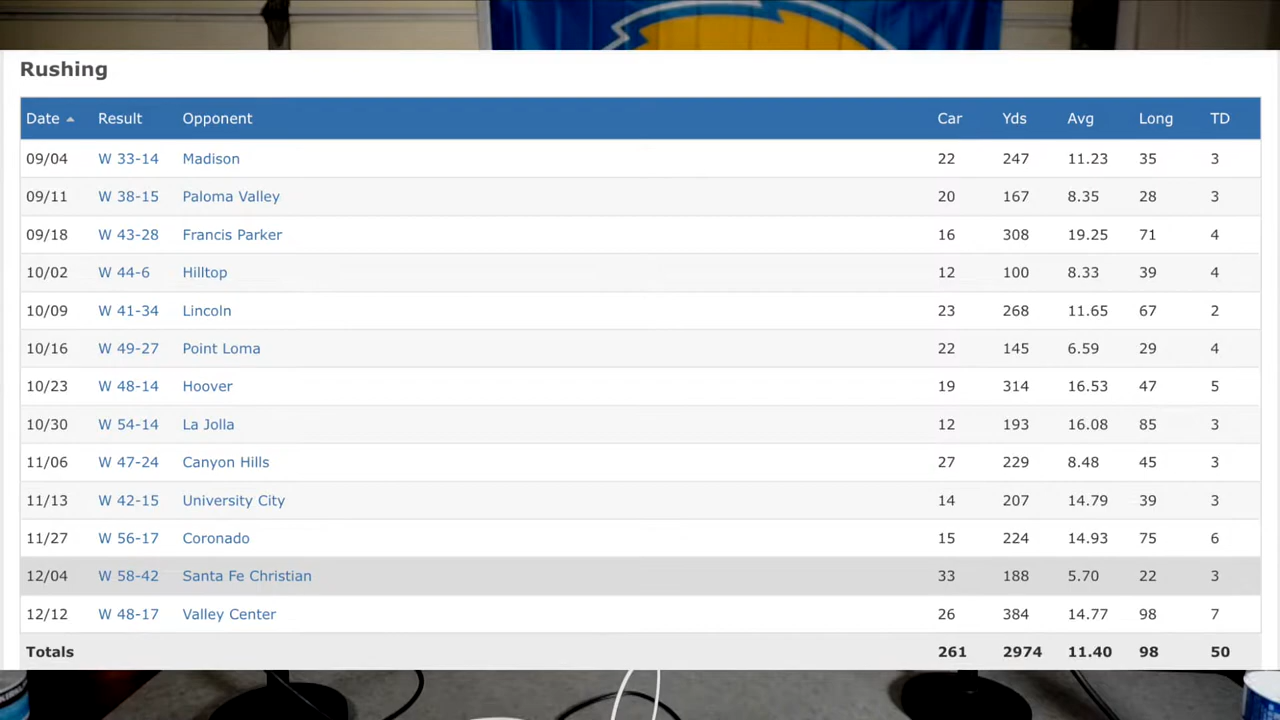 Rushing
Date Result Opponent Car Yds Avg Long TD
09/04 W 33-14 Madison 22 247 11.23 35 3
09/11 W 38-15 Paloma Valley 20 167 8.35 28 3
09/18 W 43-28 Francis Parker 16 308 19.25 71 4
10/02 W 44-6 Hilltop 12 100 8.33 39 4
10/09 W 41-34 Lincoln 23 268 11.65 67 2
10/16 W 49-27 Point Loma 22 145 6.59 29 4
10/23 W 48-14 Hoover 19 314 16.53 47 5
10/30 W 54-14 La Jolla 12 193 16.08 85 3
11/06 W 47-24 Canyon Hills 27 229 8.48 45 3
11/13 W 42-15 University City 14 207 14.79 39 3
11/27 W 56-17 Coronado 15 224 14.93 75 6
12/04 W 58-42 Santa Fe Christian 33 188 5.70 22 3
12/12 W 48-17 Valley Center 26 384 14.77 98 7
Totals 261 2974 11.40 98 50